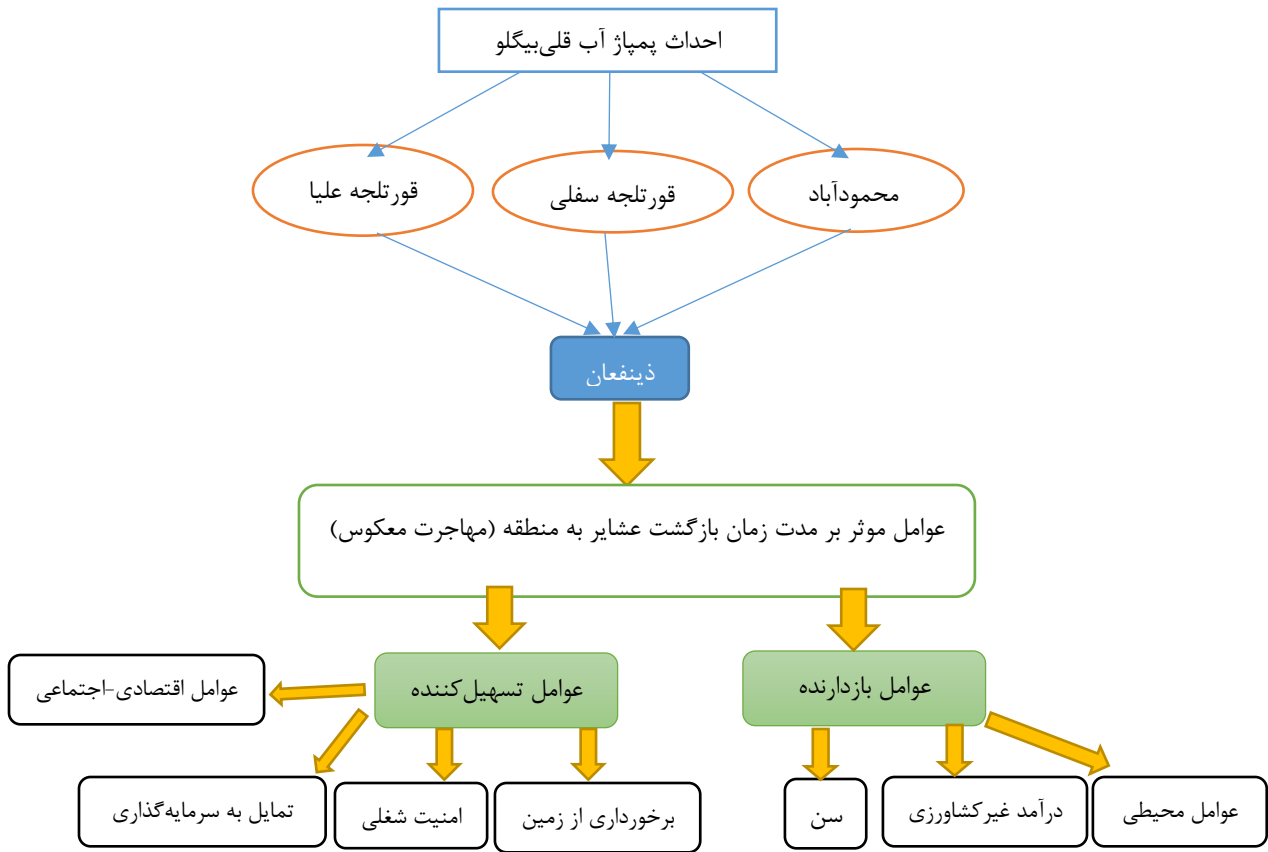 احداث پمپاژ آب قلی‌بیگلو
محمودآباد
قورتلجه سفلی
قورتلجه علیا
ذینفعان
عوامل موثر بر مدت زمان بازگشت عشایر به منطقه (مهاجرت معکوس)
عوامل بازدارنده
عوامل تسهیل‌کننده
عوامل اقتصادی-اجتماعی
عوامل محیطی
درآمد غیرکشاورزی
سن
برخورداری از زمین
امنیت شغلی
تمایل به سرمایه‌گذاری